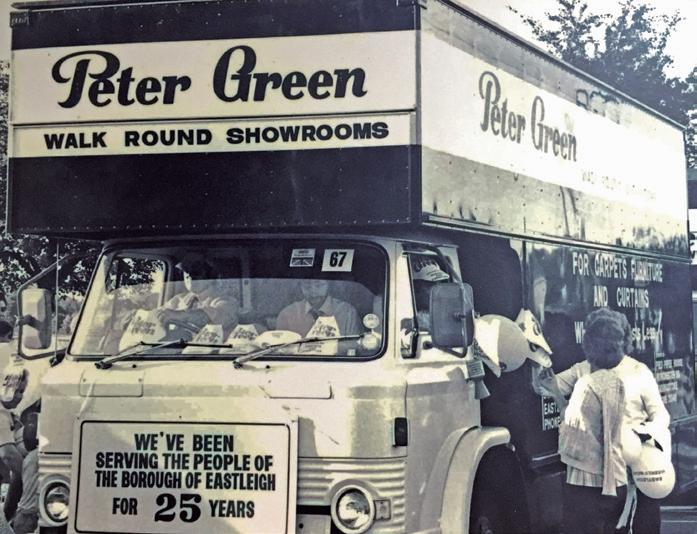 Peter Green
WALK ROUND SHOWROOMS
Peter Green
67
FOR CARPETS FURNITURE
AND CURTAINS
WE'VE BEEN
SERVING THE PEOPLE OF
THE BOROUGH OF EASTLEIGH
FOR 25 YEARS